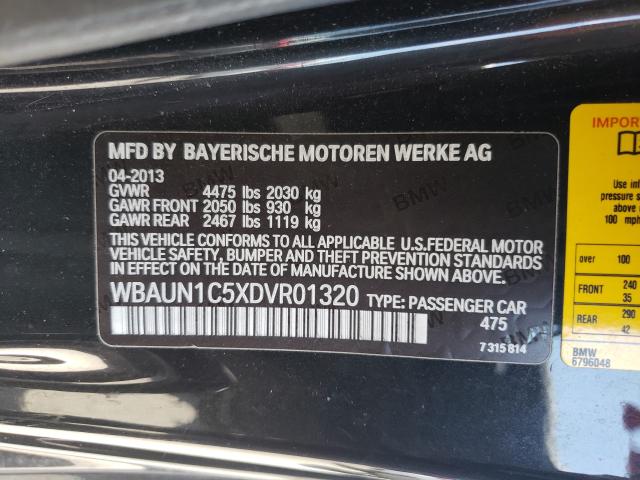 MFD BY BAYERISCHE MOTOREN WERKE AG
04-2013
GVWR 4475 lbs 2030 kg
GAWR FRONT 2050 lbs 930 kg
GAWR REAR 2467 lbs 1119 kg
THIS VEHICLE CONFORMS TO ALL APPLICABLE U.S.FEDERAL MOTOR
VEHICLE SAFETY, BUMPER AND THEFT PREVENTION STANDARDS
IN EFFECT ON THE DATE OF MANUFACTURE SHOWN ABOVE.
WBAUN1C5XDVR01320 TYPE: PASSENGER CAR
475
7 315 814
IMPOR
Use
pressure
above
100 mph
over 100
FRONT 240
35
REAR 290
42
BMW
6796048